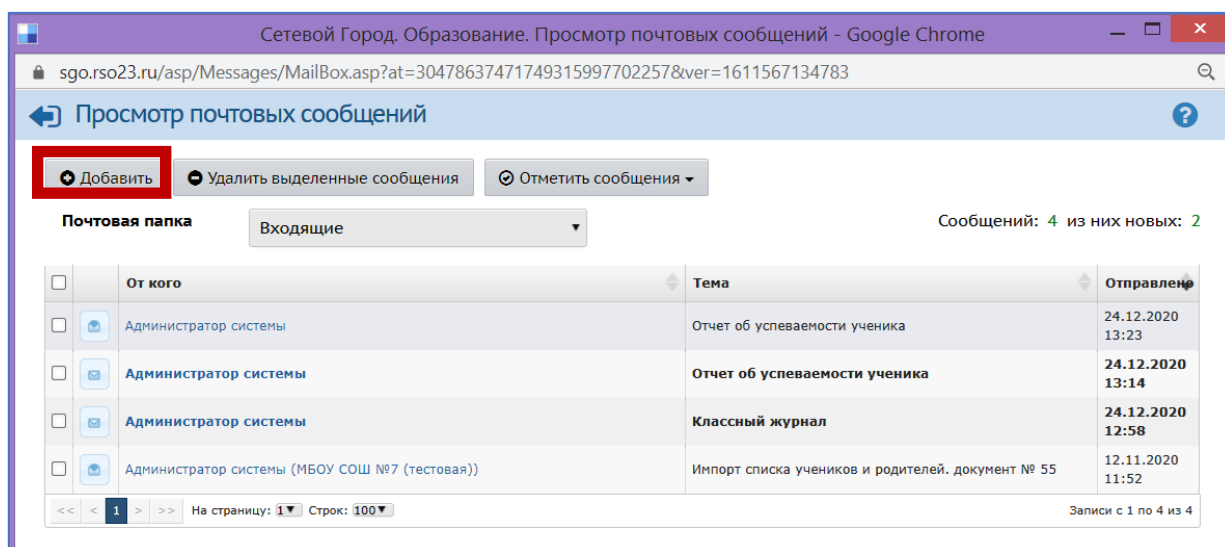 Сетевой Город. Образование. Просмотр почтовых сообщений - Google Chrome
sgo.rso23.ru/asp/Messages/MailBox.asp?at=30478637471749315997702257&ver=1611567134783
Просмотр почтовых сообщений ?
Добавить Удалить выделенные сообщения Отметить сообщения
Почтовая папка Входящие Сообщений: 4 из них новых: 2
От кого Тема Отправлено
Администратор системы Отчет об успеваемости ученика 24.12.2020 13:23
Администратор системы Отчет об успеваемости ученика 24.12.2020 13:14
Администратор системы Классный журнал 24.12.2020 12:58
Администратор системы (МБОУ СОШ №7 (тестовая)) Импорт списка учеников и родителей. документ № 55 12.11.2020 11:52
<< < 1 > >> На страницу: 1 Строк: 100 Записи с 1 по 4 из 4